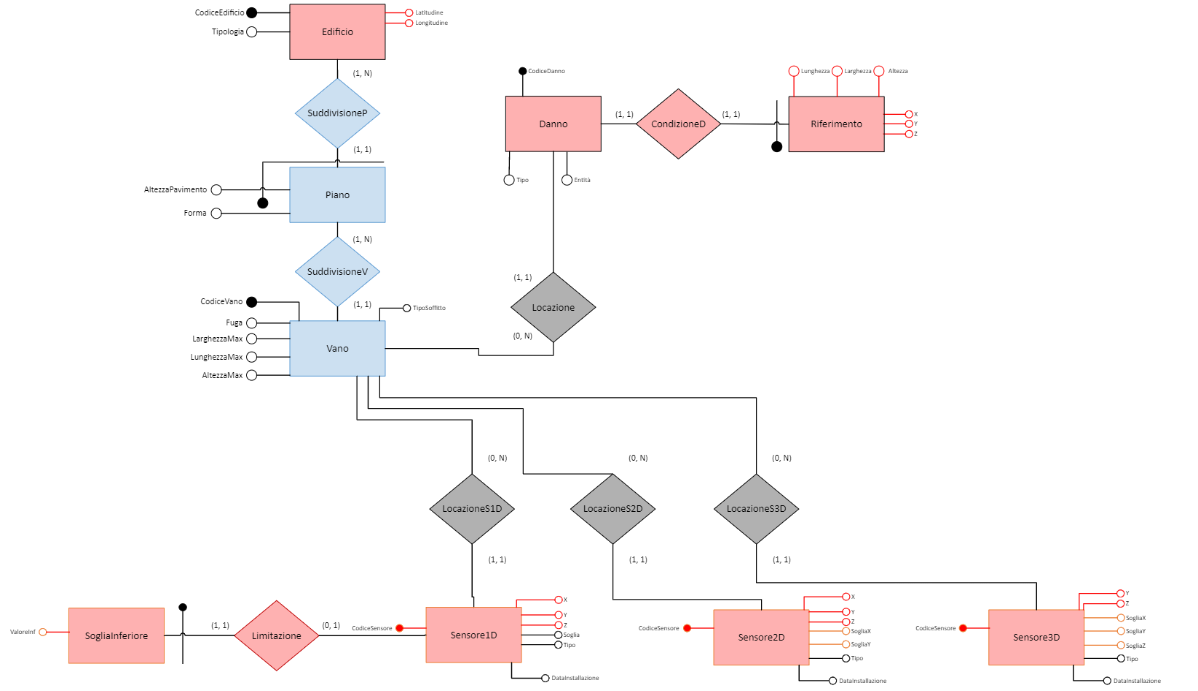 CodiceEdificio
Tipologia
Edificio
Latitudine
Longitudine
(1, N)
SuddivisioneP
(1, 1)
AltezzaPavimento
Forma
Piano
(1, N)
SuddivisioneV
(1, 1)
CodiceVano
Fuga
LarghezzaMax
LunghezzaMax
AltezzaMax
Vano
TipoSoffitto
CodiceDanno
Danno
Tipo
Entità
(1, 1)
CondizioneD
(1, 1)
Lunghezza
Larghezza
Altezza
Riferimento
X
Y
Z
(1, 1)
Locazione
(0, N)
(0, N)
LocazioneS1D
(1, 1)
(0, N)
LocazioneS2D
(1, 1)
(0, N)
LocazioneS3D
(1, 1)
ValoreInf
SogliaInferiore
(1, 1)
Limitazione
(0, 1)
CodiceSensore
Sensore1D
X
Y
Z
Soglia
Tipo
DataInstallazione
CodiceSensore
Sensore2D
X
Y
Z
SogliaX
SogliaY
Tipo
DataInstallazione
CodiceSensore
Sensore3D
Y
Z
SogliaX
SogliaY
SogliaZ
Tipo
DataInstallazione